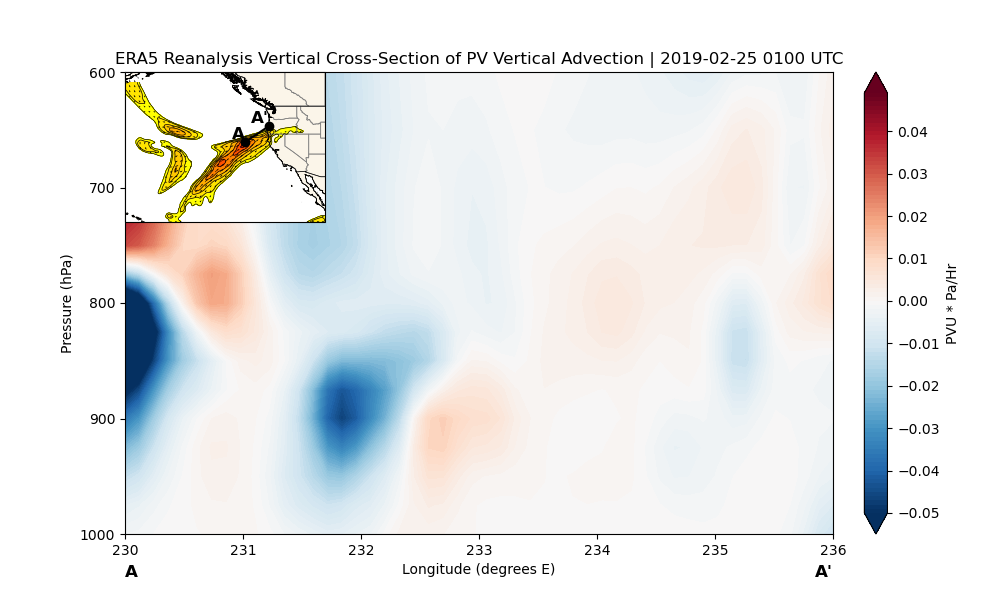 ERA5 Reanalysis Vertical Cross-Section of PV Vertical Advection | 2019-02-25 0100 UTC
A
A'
600
700
800
900
1000
Pressure (hPa)
230
231
232
233
234
235
236
Longitude (degrees E)
A
A'
0.04
0.03
0.02
0.01
0.00
−0.01
−0.02
−0.03
−0.04
−0.05
PVU * Pa/Hr